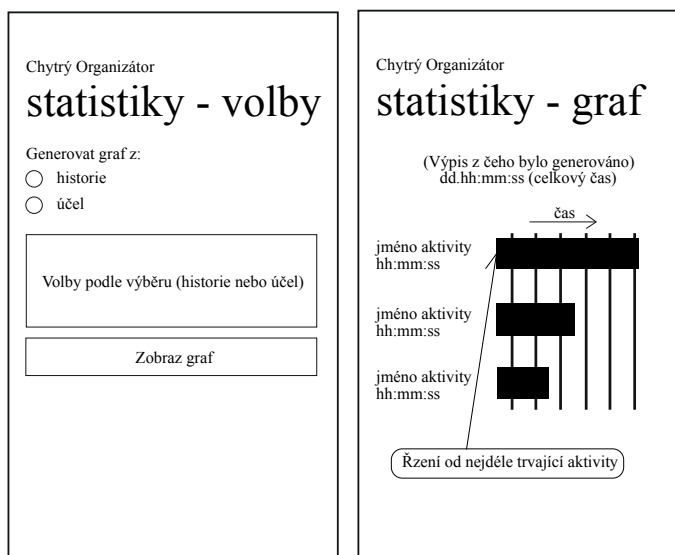 Chytrý Organizátor
statistiky - volby
Generovat graf z:
historie
účel
Volby podle výběru (historie nebo účel)
Zobraz graf
Chytrý Organizátor
statistiky - graf
(Výpis z čeho bylo generováno)
dd.hh:mm:ss (celkový čas)
čas
jméno aktivity
hh:mm:ss
jméno aktivity
hh:mm:ss
jméno aktivity
hh:mm:ss
Řzení od nejdéle trvající aktivity